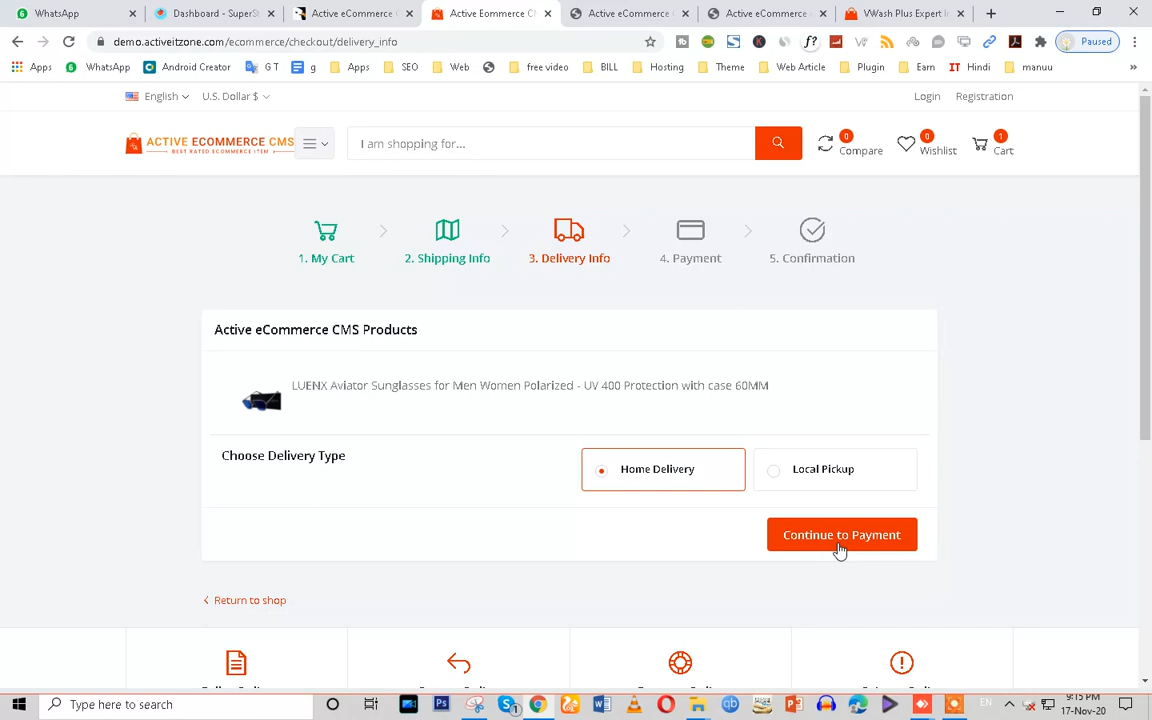 WhatsApp
Dashboard - SuperSt
Active eCommerce
Active Eommerce C
Active eCommerce
Active eCommerce
VWash Plus Expert In
demo.activeitzone.com/ecommerce/checkout/delivery_info
Paused
Apps
WhatsApp
Android Creator
G T
g
Apps
SEO
Web
free video
BILL
Hosting
Theme
Web Article
Plugin
Earn
IT Hindi
manuu
English
U.S. Dollar $
Login
Registration
ACTIVE ECOMMERCE CMS
BEST RATED ECOMMERCE ITEM
I am shopping for...
0
Compare
0
Wishlist
1
Cart
1. My Cart
2. Shipping Info
3. Delivery Info
4. Payment
5. Confirmation
Active eCommerce CMS Products
LUENX Aviator Sunglasses for Men Women Polarized - UV 400 Protection with case 60MM
Choose Delivery Type
Home Delivery
Local Pickup
Continue to Payment
Return to shop
Type here to search
EN
9:15 PM
17-Nov-20